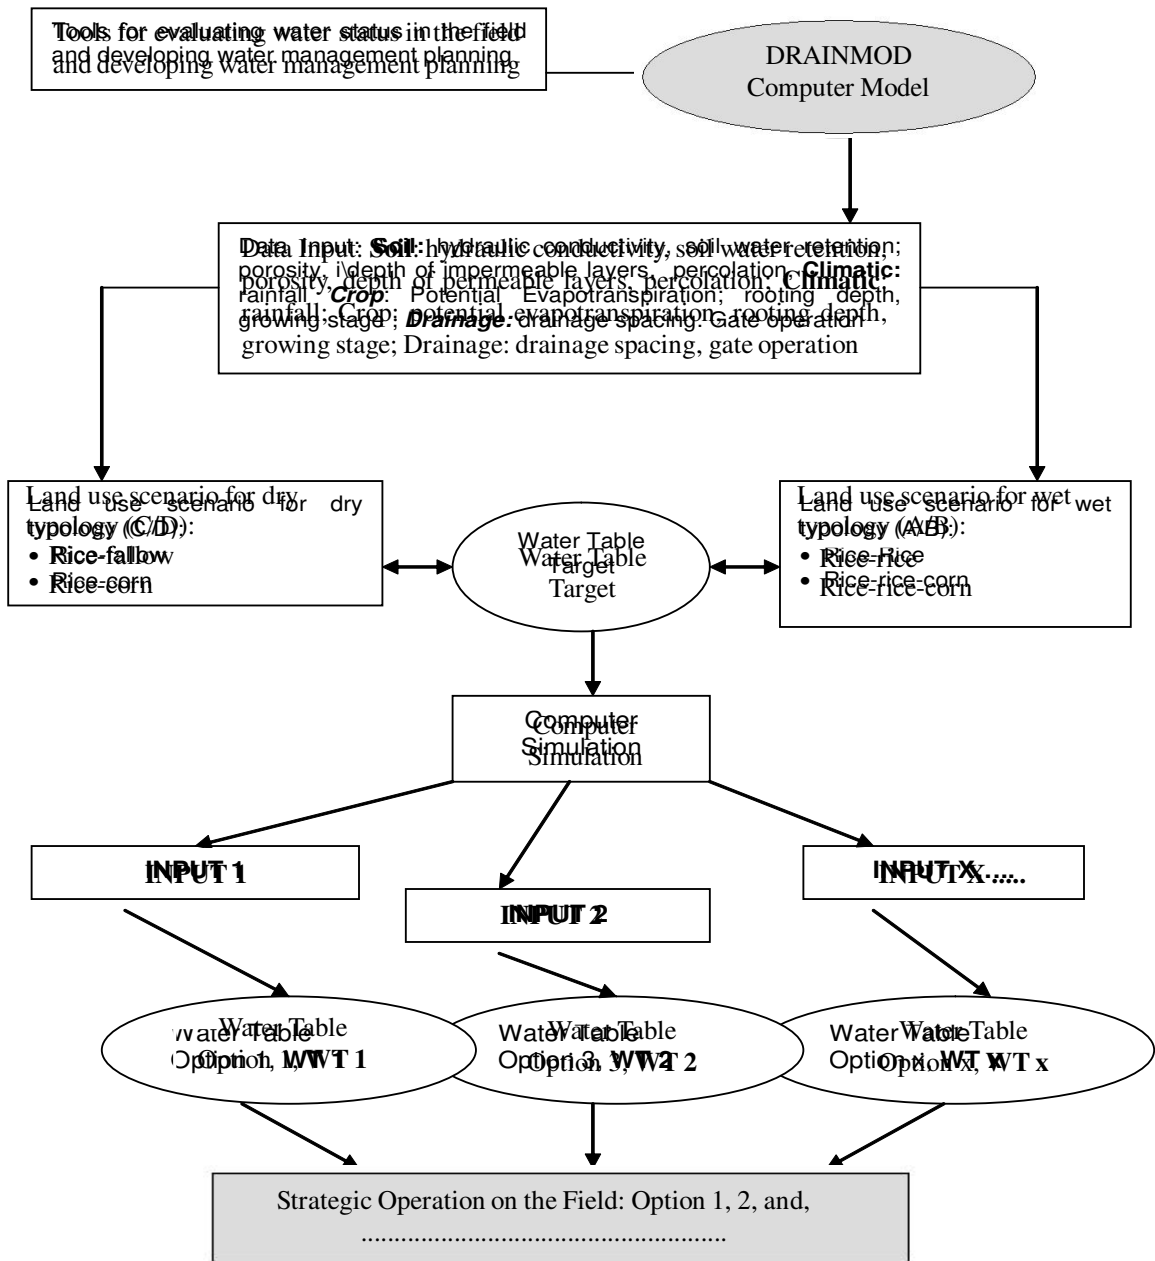 Tools for evaluating water status in the field
and developing water management planning
DRAINMOD
Computer Model
Data Input: Soil: hydraulic conductivity, soil water retention;
porosity, depth of permeable layers, percolation; Climatic:
rainfall; Crop: potential evapotranspiration, rooting depth,
growing stage; Drainage: drainage spacing, gate operation
Land use scenario for dry
typology (C/D):
• Rice-fallow
• Rice-corn
Water Table
Target
Land use scenario for wet
typology (A/B):
• Rice-rice
• Rice-rice-corn
Computer
Simulation
INPUT 1
INPUT 2
INPUT X.....
Water Table
Option 1, WT 1
Water Table
Option 3, WT 2
Water Table
Option x, WT x
Strategic Operation on the Field: Option 1, 2, and,
.......................................................